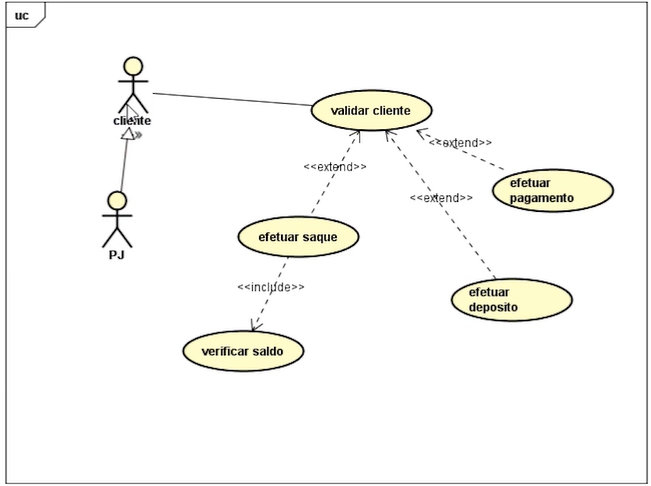 uc
cliente
validar cliente
<<extend>>
<<extend>>
efetuar
pagamento
<<extend>>
efetuar saque
PJ
<<include>>
efetuar
deposito
verificar saldo